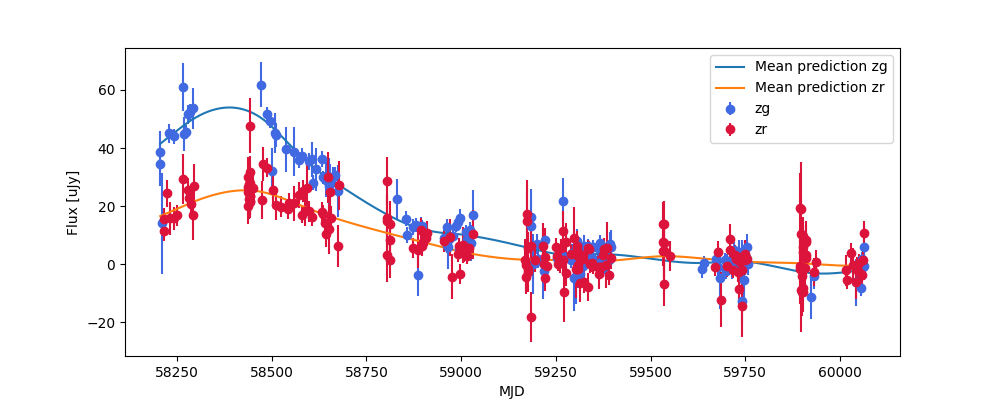 Flux [uJy]
60
40
20
0
−20
58250 58500 58750 59000 59250 59500 59750 60000
MJD
Mean prediction zg
Mean prediction zr
zg
zr